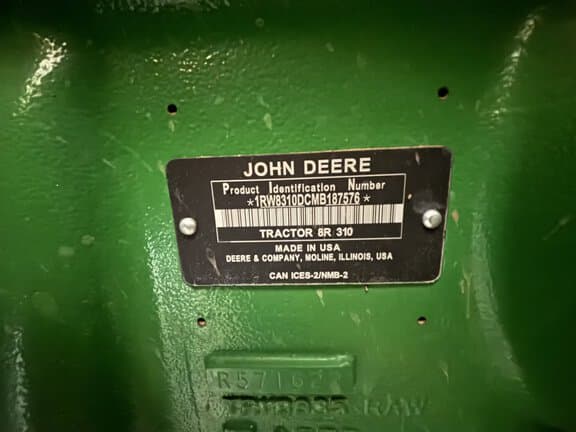 JOHN DEERE
Product Identification Number
*1RW8310DCMB187576*
TRACTOR 8R 310
MADE IN USA
DEERE & COMPANY, MOLINE, ILLINOIS, USA
CAN ICES-2/NMB-2
R57162